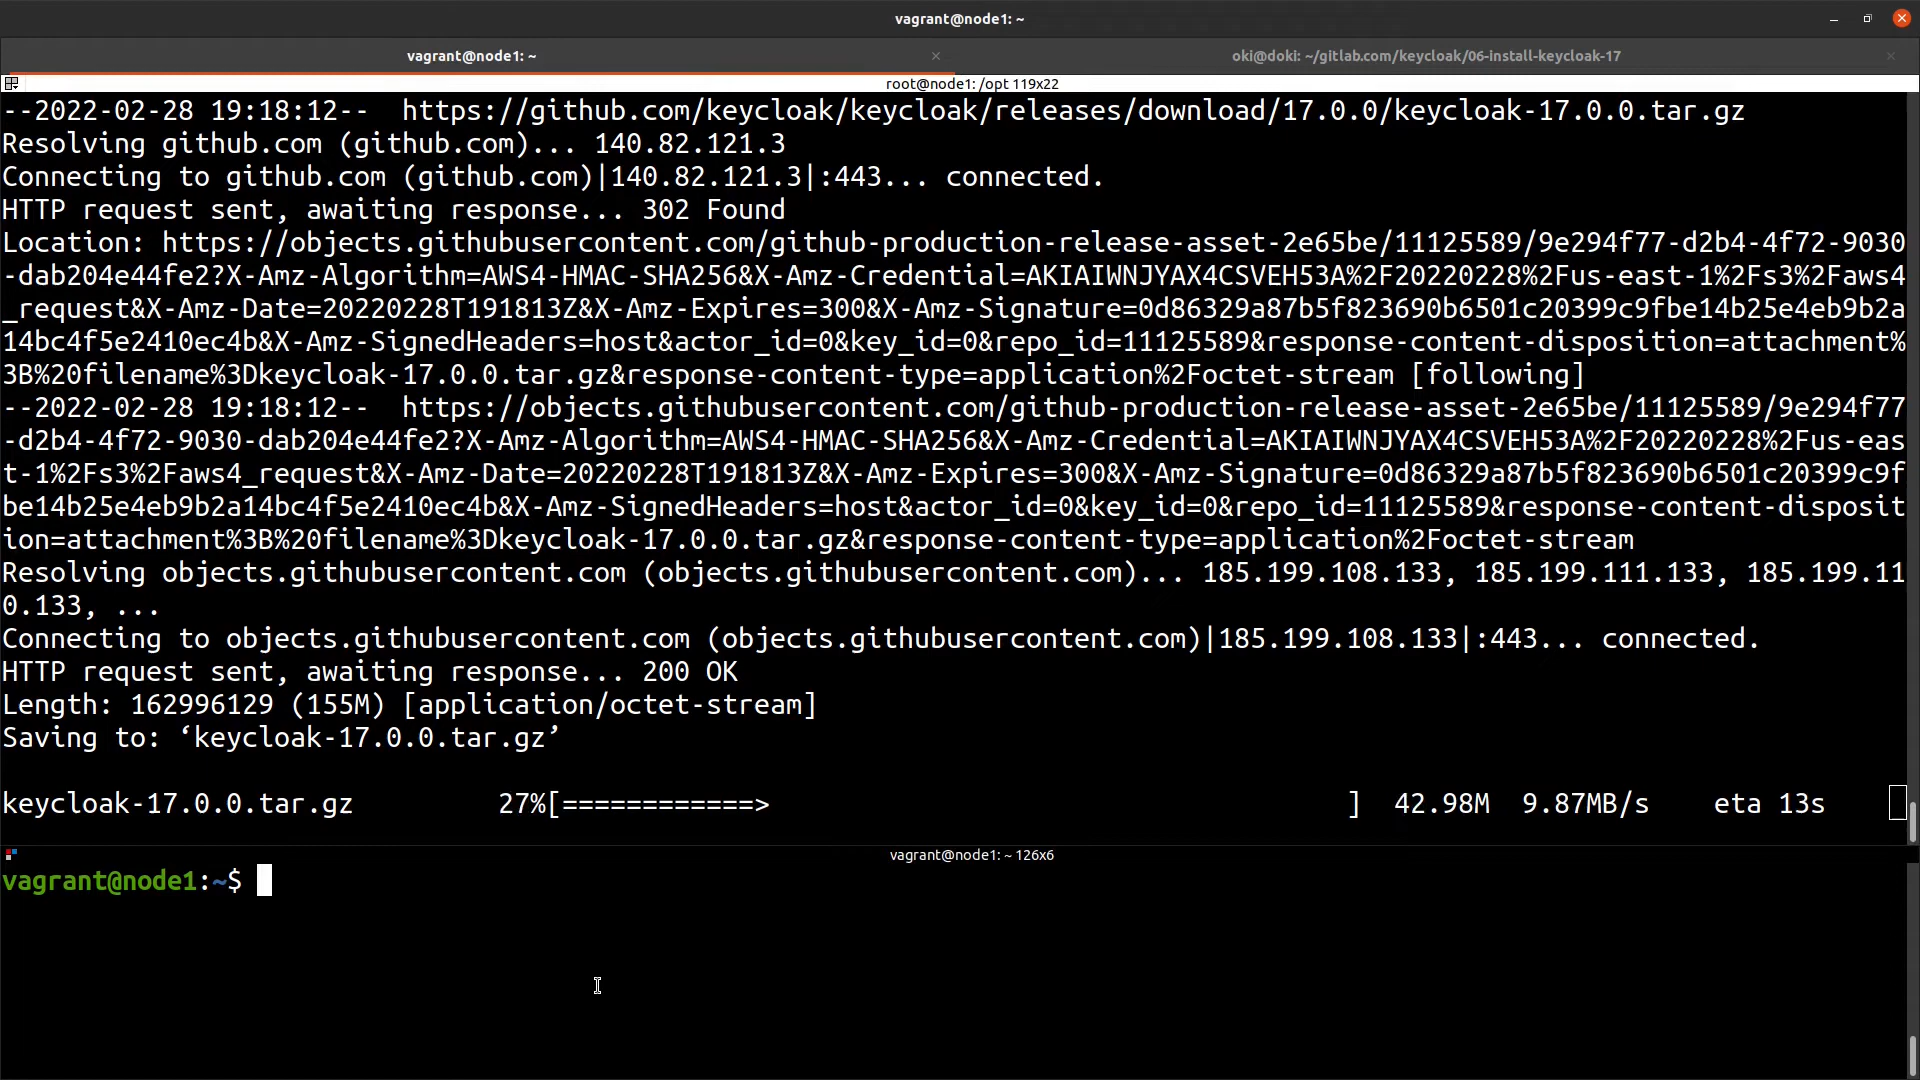 vagrant@node1: ~
vagrant@node1: ~
oki@doki: ~/gitlab.com/keycloak/06-install-keycloak-17
root@node1: /opt 119x22
--2022-02-28 19:18:12--  https://github.com/keycloak/keycloak/releases/download/17.0.0/keycloak-17.0.0.tar.gz
Resolving github.com (github.com)... 140.82.121.3
Connecting to github.com (github.com)|140.82.121.3|:443... connected.
HTTP request sent, awaiting response... 302 Found
Location: https://objects.githubusercontent.com/github-production-release-asset-2e65be/11125589/9e294f77-d2b4-4f72-9030
-dab204e44fe2?X-Amz-Algorithm=AWS4-HMAC-SHA256&X-Amz-Credential=AKIAIWNJYAX4CSVEH53A%2F20220228%2Fus-east-1%2Fs3%2Faws4
_request&X-Amz-Date=20220228T191813Z&X-Amz-Expires=300&X-Amz-Signature=0d86329a87b5f823690b6501c20399c9fbe14b25e4eb9b2a
14bc4f5e2410ec4b&X-Amz-SignedHeaders=host&actor_id=0&key_id=0&repo_id=11125589&response-content-disposition=attachment%
3B%20filename%3Dkeycloak-17.0.0.tar.gz&response-content-type=application%2Foctet-stream [following]
--2022-02-28 19:18:12--  https://objects.githubusercontent.com/github-production-release-asset-2e65be/11125589/9e294f77
-d2b4-4f72-9030-dab204e44fe2?X-Amz-Algorithm=AWS4-HMAC-SHA256&X-Amz-Credential=AKIAIWNJYAX4CSVEH53A%2F20220228%2Fus-eas
t-1%2Fs3%2Faws4_request&X-Amz-Date=20220228T191813Z&X-Amz-Expires=300&X-Amz-Signature=0d86329a87b5f823690b6501c20399c9f
be14b25e4eb9b2a14bc4f5e2410ec4b&X-Amz-SignedHeaders=host&actor_id=0&key_id=0&repo_id=11125589&response-content-disposit
ion=attachment%3B%20filename%3Dkeycloak-17.0.0.tar.gz&response-content-type=application%2Foctet-stream
Resolving objects.githubusercontent.com (objects.githubusercontent.com)... 185.199.108.133, 185.199.111.133, 185.199.11
0.133, ...
Connecting to objects.githubusercontent.com (objects.githubusercontent.com)|185.199.108.133|:443... connected.
HTTP request sent, awaiting response... 200 OK
Length: 162996129 (155M) [application/octet-stream]
Saving to: ‘keycloak-17.0.0.tar.gz’
keycloak-17.0.0.tar.gz         27%[============>                                    ]  42.98M  9.87MB/s    eta 13s
vagrant@node1: ~ 126x6
vagrant@node1:~$